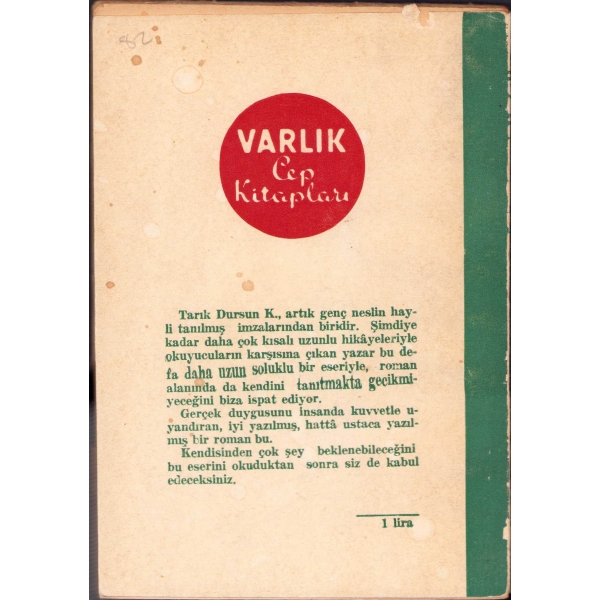 VARLIK
Cep
Kitapları
Tarık Dursun K., artık genç neslin hay-
li tanılmış imzalarından biridir. Şimdiye
kadar daha çok kısalı uzunlu hikâyeleriyle
okuyucuların karşısına çıkan yazar bu de-
fa daha uzun soluklu bir eseriyle, roman
alanında da kendini tanıtmakta gecikmi-
yeceğini biza ispat ediyor.
Gerçek duygusunu insanda kuvvetle u-
yandıran, iyi yazılmış, hattâ ustaca yazıl-
mış bir roman bu.
Kendisinden çok şey beklenebileceğini
bu eserini okuduktan sonra siz de kabul
edeceksiniz.
1 lira